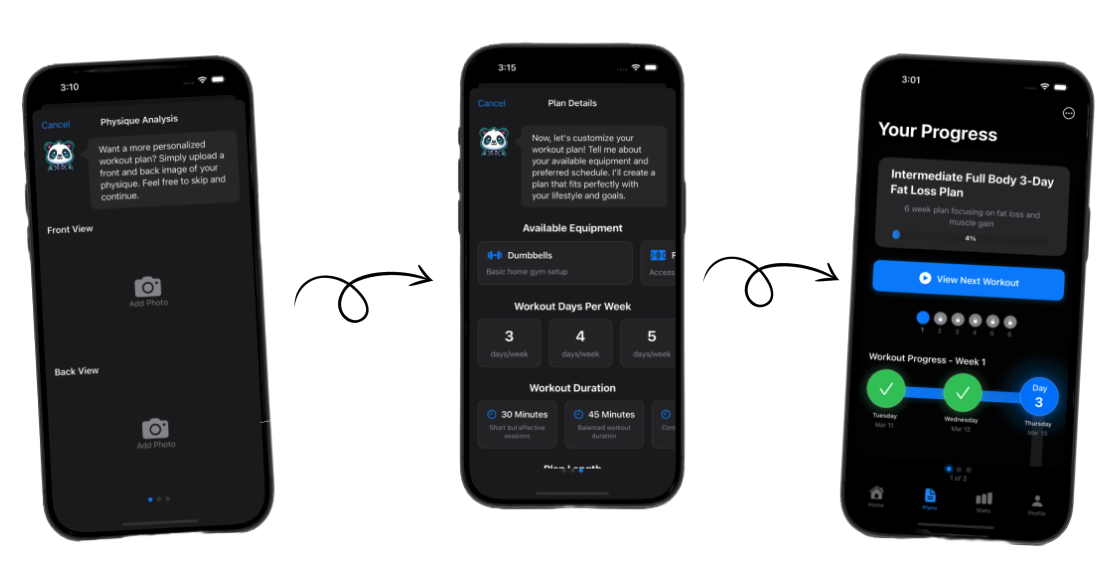 3:10
Cancel
Physique Analysis
Want a more personalized
workout plan? Simply upload a
front and back image of your
physique. Feel free to skip and
continue.
Front View
Add Photo
Back View
Add Photo
3:15
Cancel
Plan Details
Now, let's customize your
workout plan! Tell me about
your available equipment and
preferred schedule. I'll create a
plan that fits perfectly with
your lifestyle and goals.
Available Equipment
Dumbbells
Basic home gym setup
F
Access
Workout Days Per Week
3
days/week
4
days/week
5
days/week
Workout Duration
30 Minutes
Short but effective
sessions
45 Minutes
Balanced workout
duration
Com
Plan Length
3:01
Your Progress
Intermediate Full Body 3-Day
Fat Loss Plan
6 week plan focusing on fat loss and
muscle gain
4%
View Next Workout
1 2 3 4 5 6
Workout Progress - Week 1
Day
3
Tuesday
Mar 11
Wednesday
Mar 12
Thursday
Mar 13
1 of 3
Home
Plans
Stats
Profile